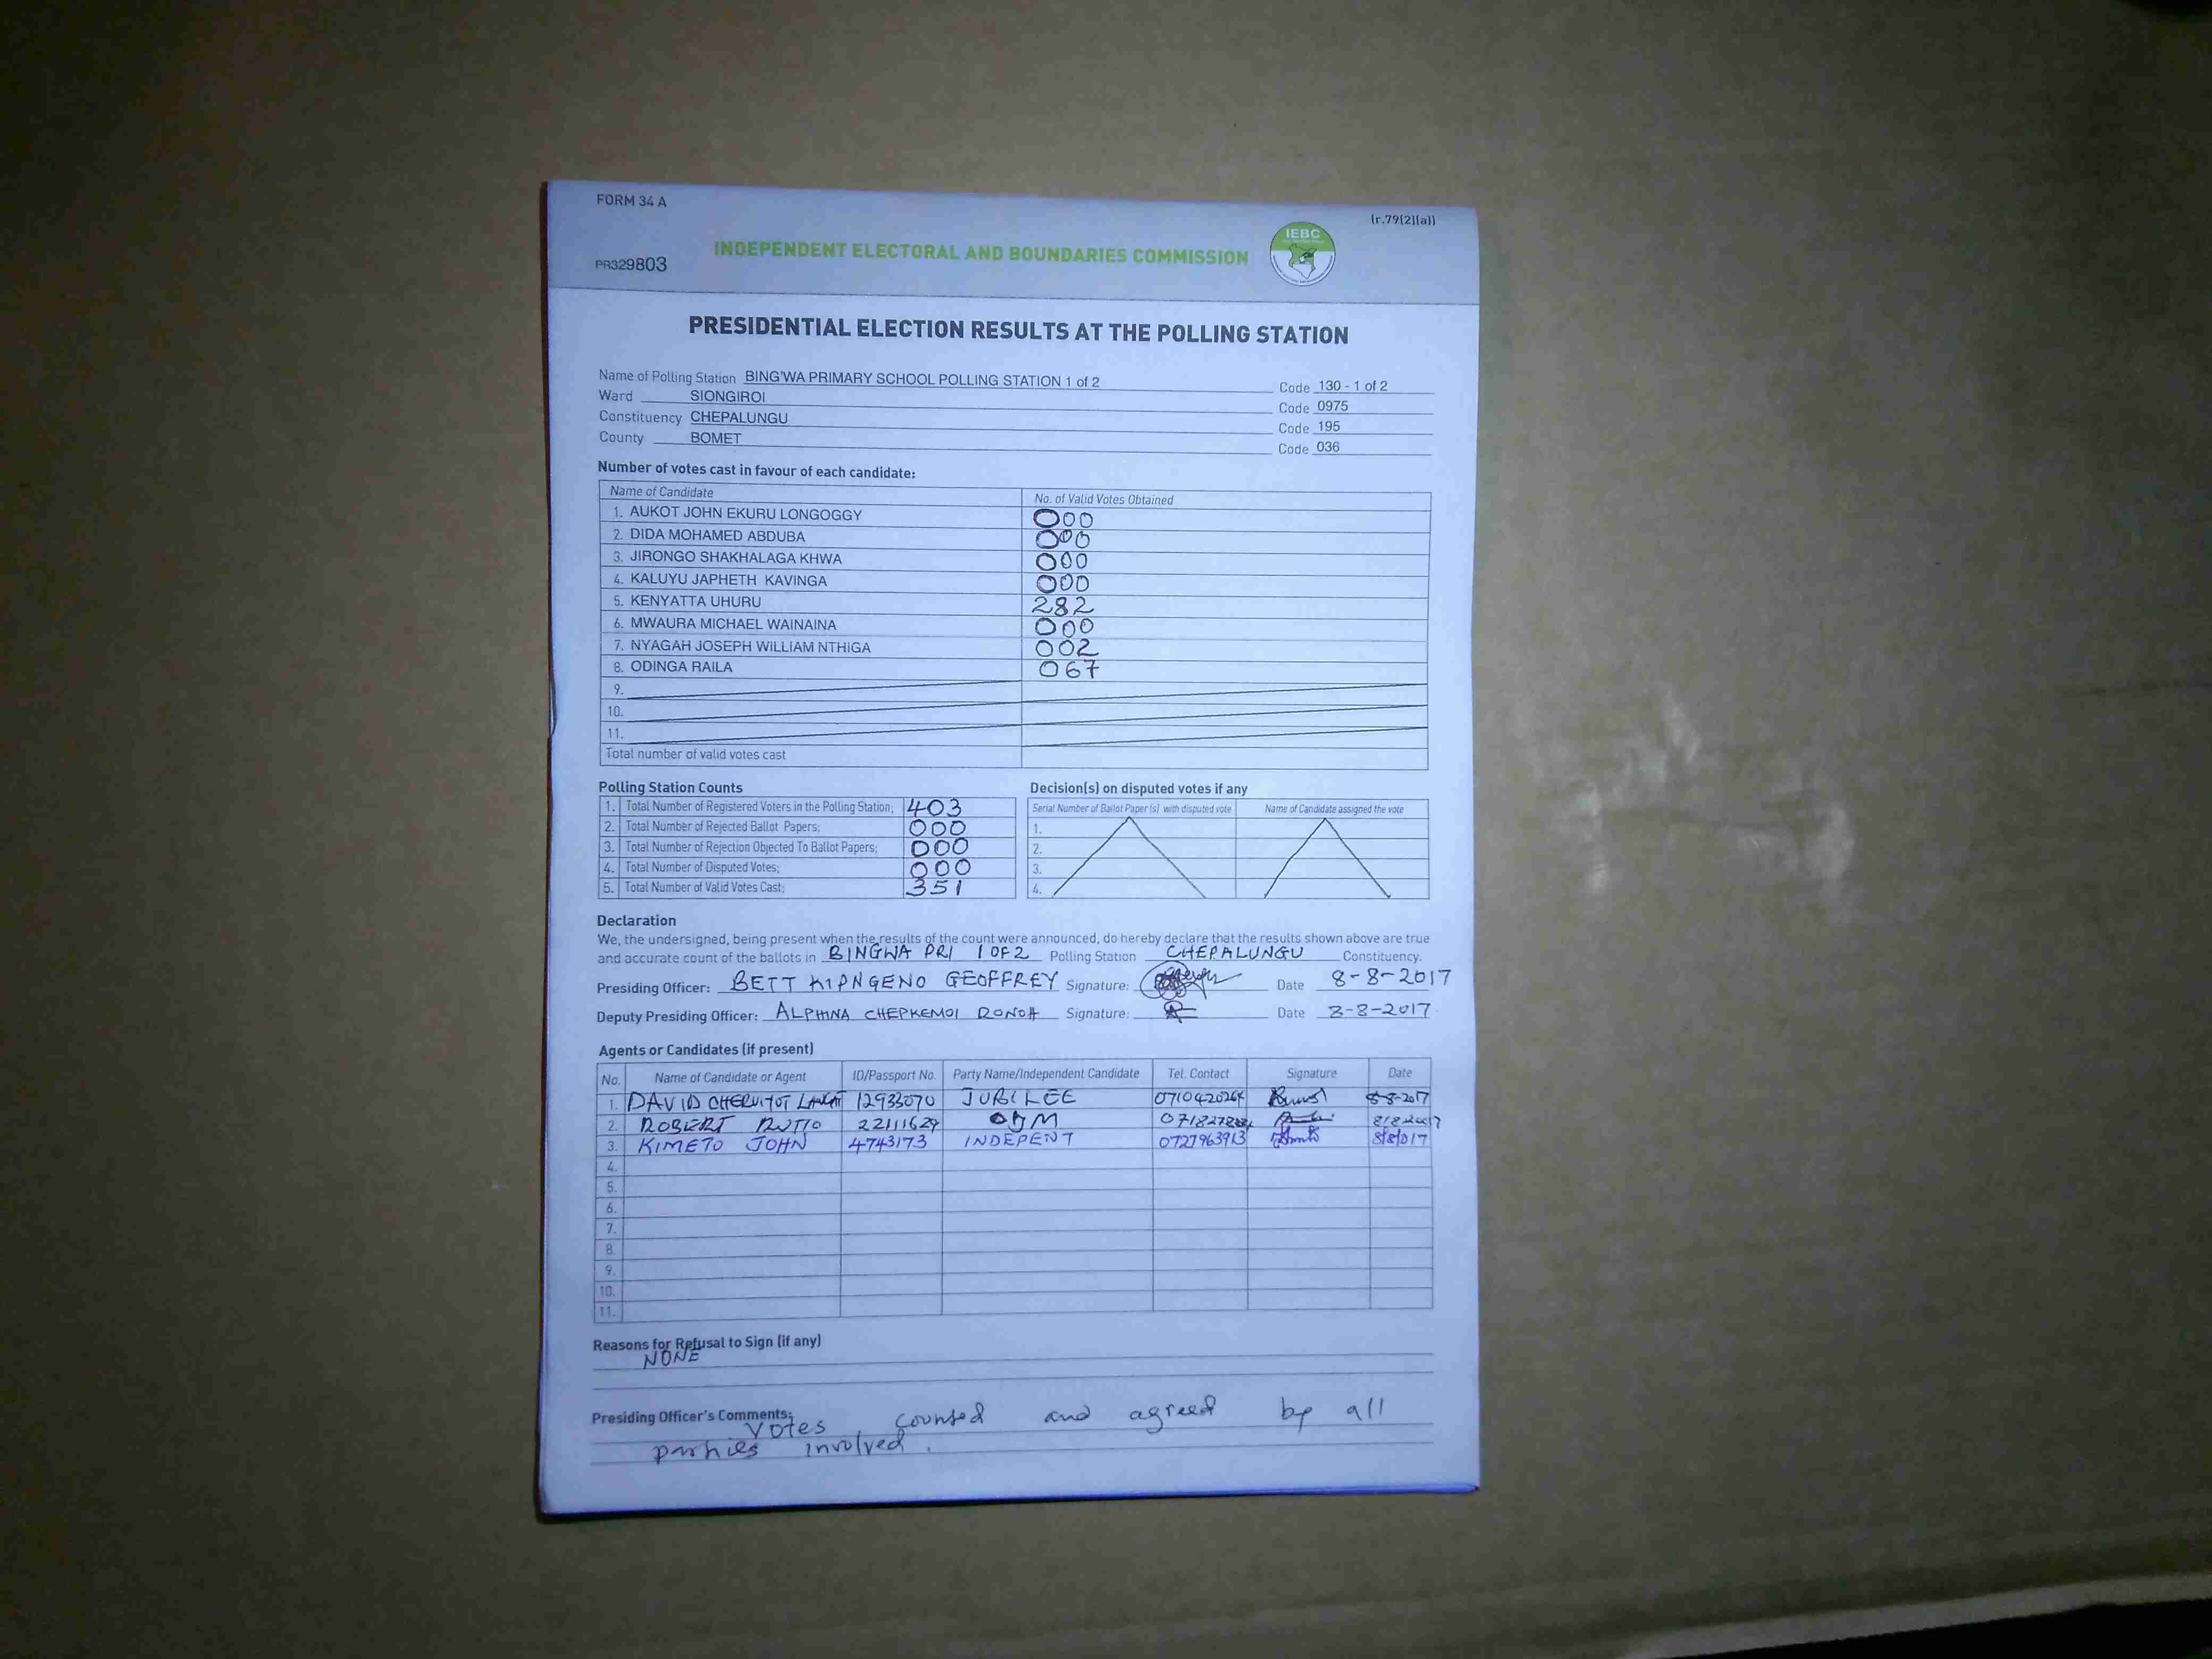 FORM 34 A
(r.79(2)(a))
IEBC
INDEPENDENT ELECTORAL AND BOUNDARIES COMMISSION
PR329803
PRESIDENTIAL ELECTION RESULTS AT THE POLLING STATION
Name of Polling Station BING'WA PRIMARY SCHOOL POLLING STATION 1 of 2 Code 130 - 1 of 2
Ward SIONGIROI Code 0975
Constituency CHEPALUNGU Code 195
County BOMET Code 036
Number of votes cast in favour of each candidate:
Name of Candidate No. of Valid Votes Obtained
1. AUKOT JOHN EKURU LONGOGGY 000
2. DIDA MOHAMED ABDUBA 000
3. JIRONGO SHAKHALAGA KHWA 000
4. KALUYU JAPHETH KAVINGA 000
5. KENYATTA UHURU 282
6. MWAURA MICHAEL WAINAINA 000
7. NYAGAH JOSEPH WILLIAM NTHIGA 002
8. ODINGA RAILA 067
9.
10.
11.
Total number of valid votes cast
Polling Station Counts
1. Total Number of Registered Voters in the Polling Station; 403
2. Total Number of Rejected Ballot Papers; 000
3. Total Number of Rejection Objected To Ballot Papers; 000
4. Total Number of Disputed Votes; 000
5. Total Number of Valid Votes Cast; 351
Decision(s) on disputed votes if any
Serial Number of Ballot Paper (s) with disputed vote Name of Candidate assigned the vote
1.
2.
3.
4.
Declaration
We, the undersigned, being present when the results of the count were announced, do hereby declare that the results shown above are true
and accurate count of the ballots in BINGWA PRI 1 OF 2 Polling Station CHEPALUNGU Constituency.
Presiding Officer: BETT KIPNGENO GEOFFREY Signature: Date 8-8-2017
Deputy Presiding Officer: ALPHINA CHEPKEMOI RONOH Signature: Date 8-8-2017
Agents or Candidates (if present)
No. Name of Candidate or Agent ID/Passport No. Party Name/Independent Candidate Tel. Contact Signature Date
1. DAVID CHERUIYOT 12933070 JUBILEE 0710420264 8-8-2017
2. ROBERT RUTTO 22111629 ODM
3. KIMETO JOHN 4743173 INDEPENT 0727963913 8/8/017
4.
5.
6.
7.
8.
9.
10.
11.
Reasons for Refusal to Sign (if any)
NONE
Presiding Officer's Comments:
Votes counted and agreed by all
parties involved.